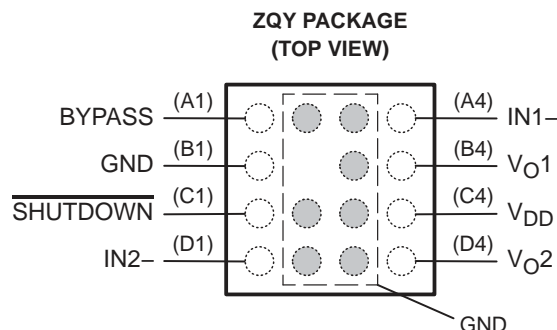 ZQY PACKAGE
(TOP VIEW)
BYPASS (A1) (A4) IN1–
GND (B1) (B4) VO1
SHUTDOWN (C1) (C4) VDD
IN2– (D1) (D4) VO2
GND